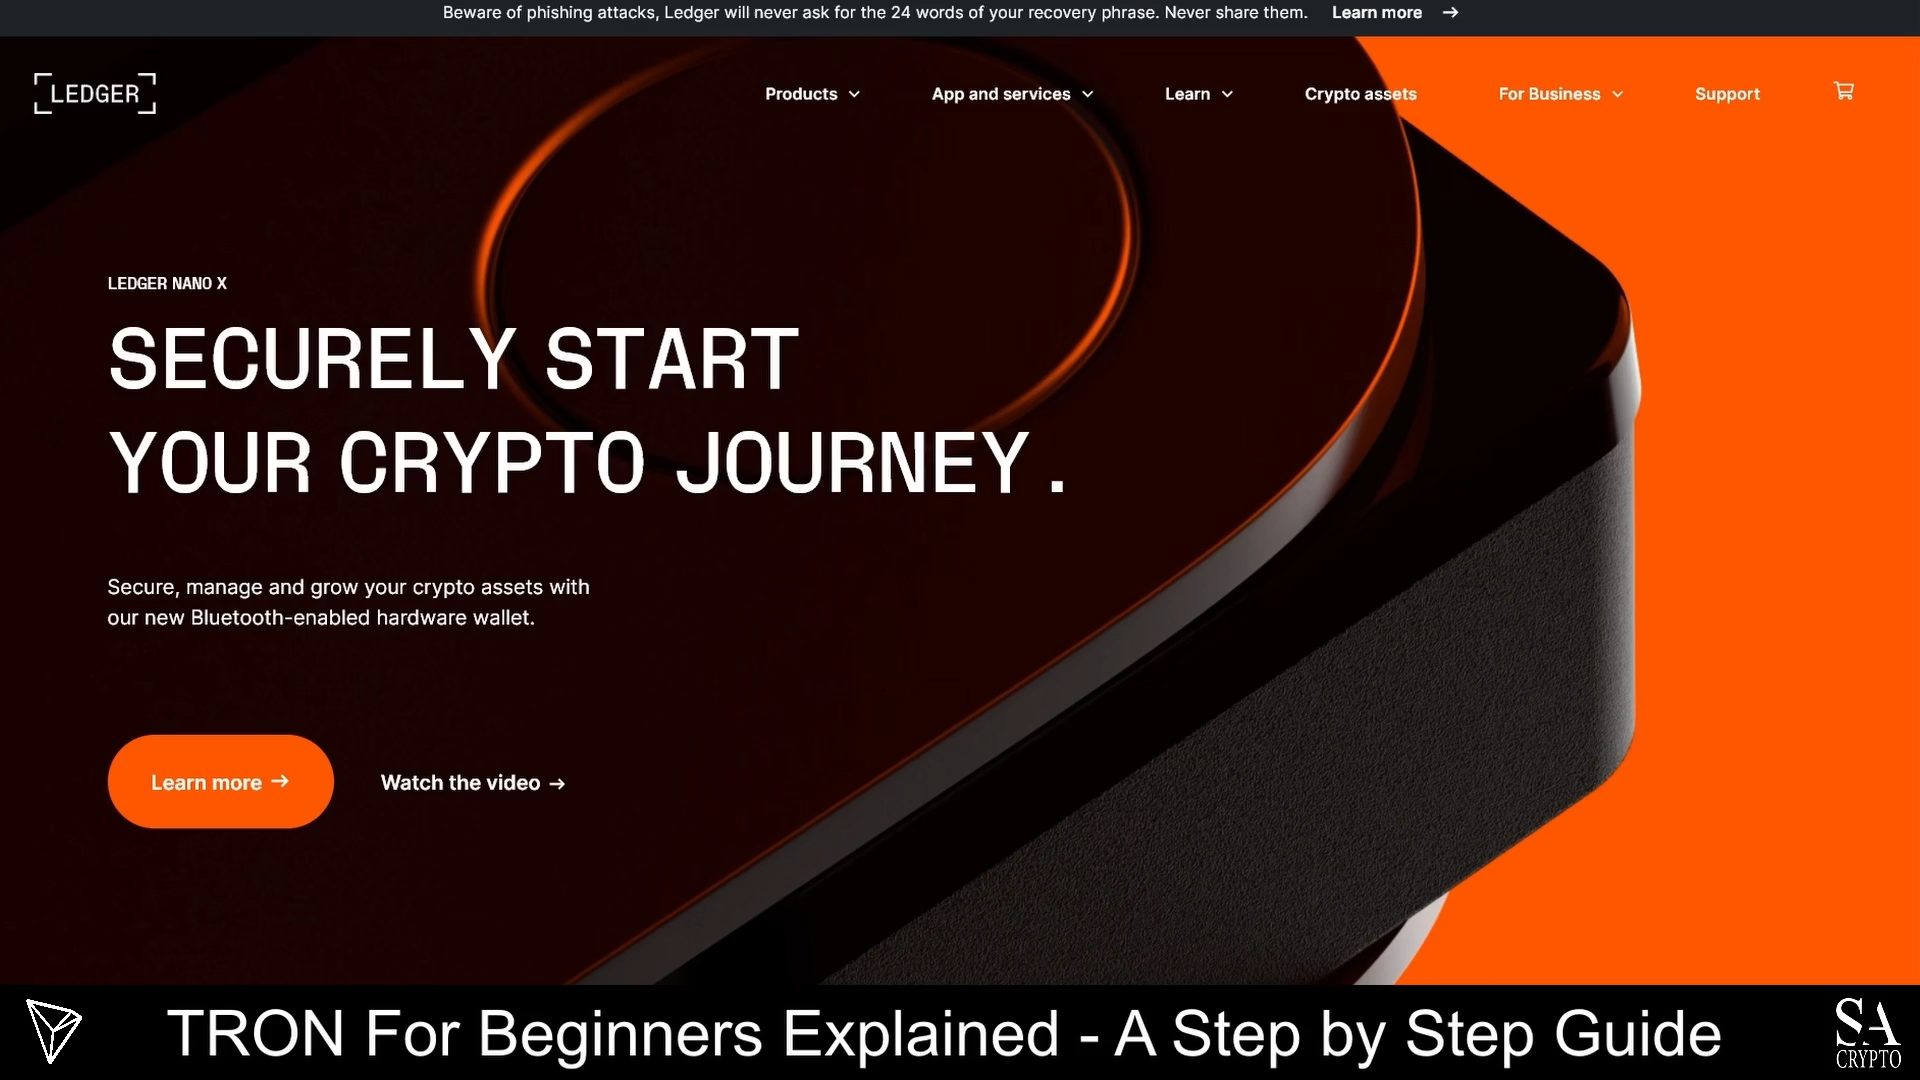 Beware of phishing attacks, Ledger will never ask for the 24 words of your recovery phrase. Never share them. Learn more →
LEDGER Products App and services Learn Crypto assets For Business Support
LEDGER NANO X
SECURELY START
YOUR CRYPTO JOURNEY.
Secure, manage and grow your crypto assets with
our new Bluetooth-enabled hardware wallet.
Learn more → Watch the video →
TRON For Beginners Explained - A Step by Step Guide
SA
CRYPTO